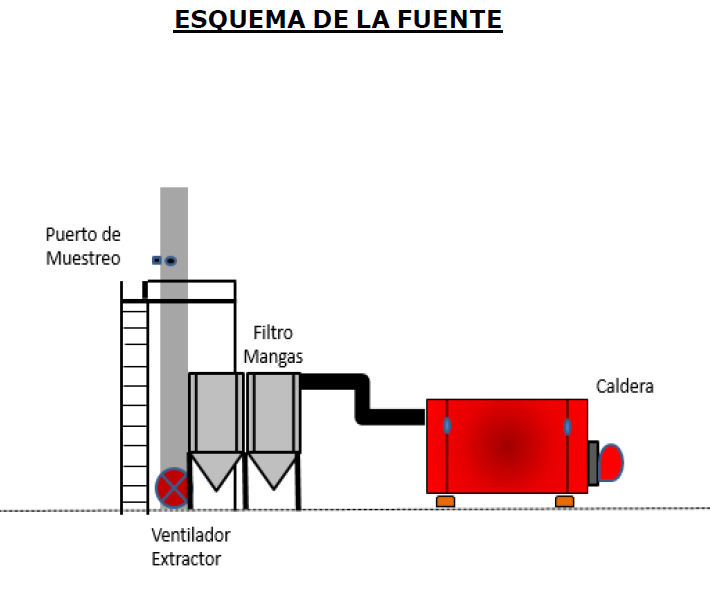 ESQUEMA DE LA FUENTE
Puerto de
Muestreo
Filtro
Mangas
Caldera
Ventilador
Extractor